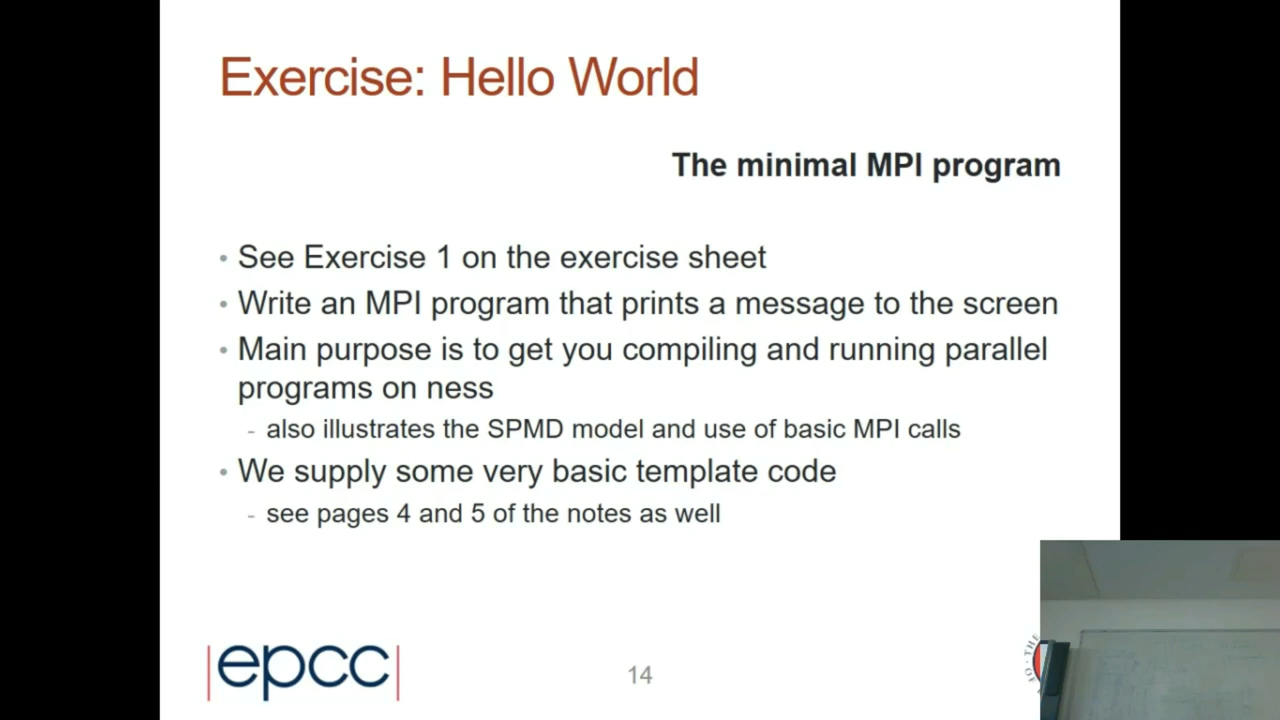 Exercise: Hello World
The minimal MPI program
• See Exercise 1 on the exercise sheet
• Write an MPI program that prints a message to the screen
• Main purpose is to get you compiling and running parallel
programs on ness
- also illustrates the SPMD model and use of basic MPI calls
• We supply some very basic template code
- see pages 4 and 5 of the notes as well
epcc
14
THE